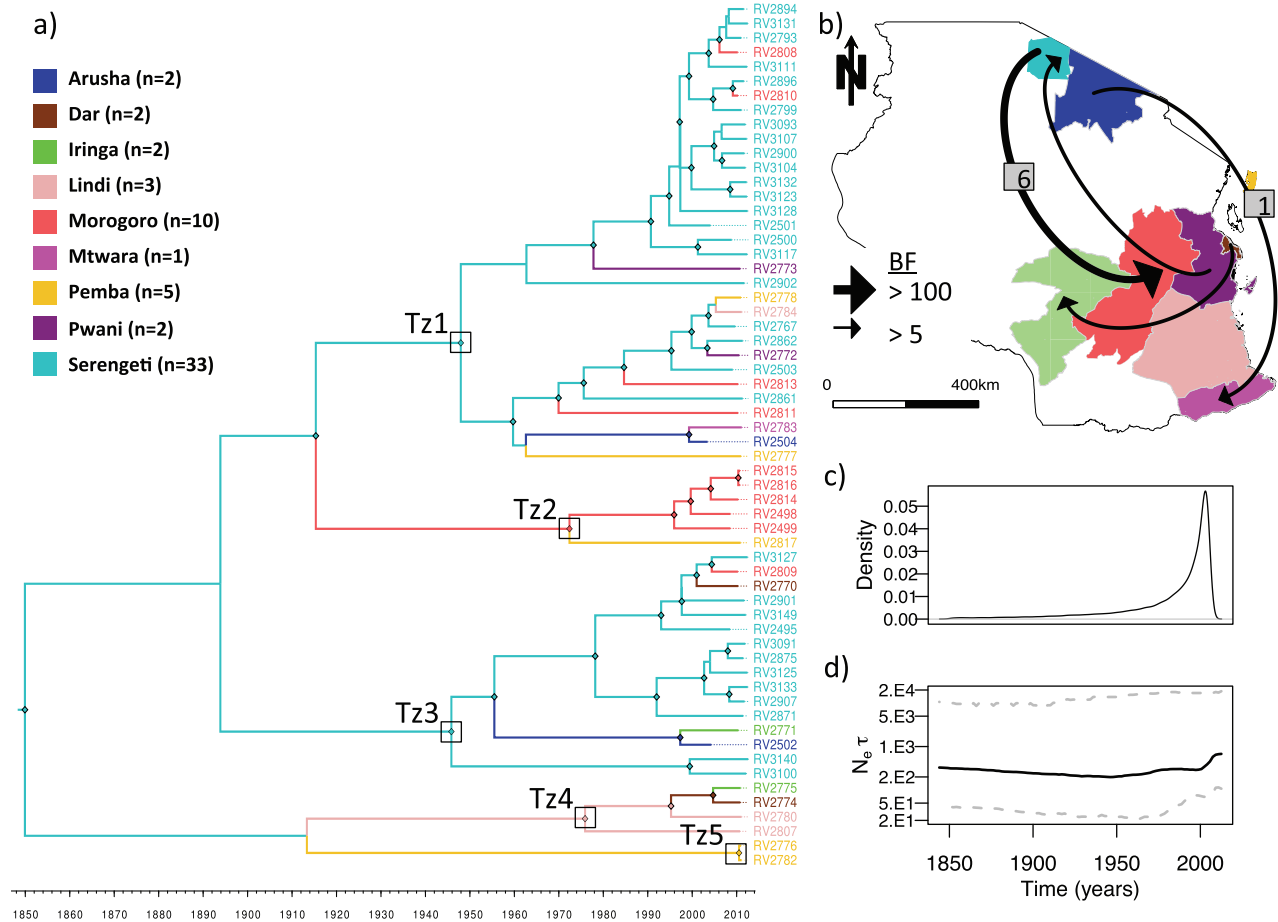 a)
Arusha (n=2)
Dar (n=2)
Iringa (n=2)
Lindi (n=3)
Morogoro (n=10)
Mtwara (n=1)
Pemba (n=5)
Pwani (n=2)
Serengeti (n=33)
Tz1
Tz2
Tz3
Tz4
Tz5
RV2894
RV3131
RV2793
RV2808
RV3111
RV2896
RV2810
RV2799
RV3093
RV3107
RV2900
RV3104
RV3132
RV3123
RV3128
RV2501
RV2500
RV3117
RV2773
RV2902
RV2778
RV2784
RV2767
RV2862
RV2772
RV2503
RV2813
RV2861
RV2811
RV2783
RV2504
RV2777
RV2815
RV2816
RV2814
RV2498
RV2499
RV2817
RV3127
RV2809
RV2770
RV2901
RV3149
RV2495
RV3091
RV2875
RV3125
RV3133
RV2907
RV2871
RV2771
RV2502
RV3140
RV3100
RV2775
RV2774
RV2780
RV2807
RV2776
RV2782
1850 1860 1870 1880 1890 1900 1910 1920 1930 1940 1950 1960 1970 1980 1990 2000 2010
b)
N
6
1
BF
> 100
> 5
0 400km
c)
Density
0.05
0.04
0.03
0.02
0.01
0.00
d)
Ne τ
2.E4
5.E3
1.E3
2.E2
5.E1
2.E1
1850 1900 1950 2000
Time (years)